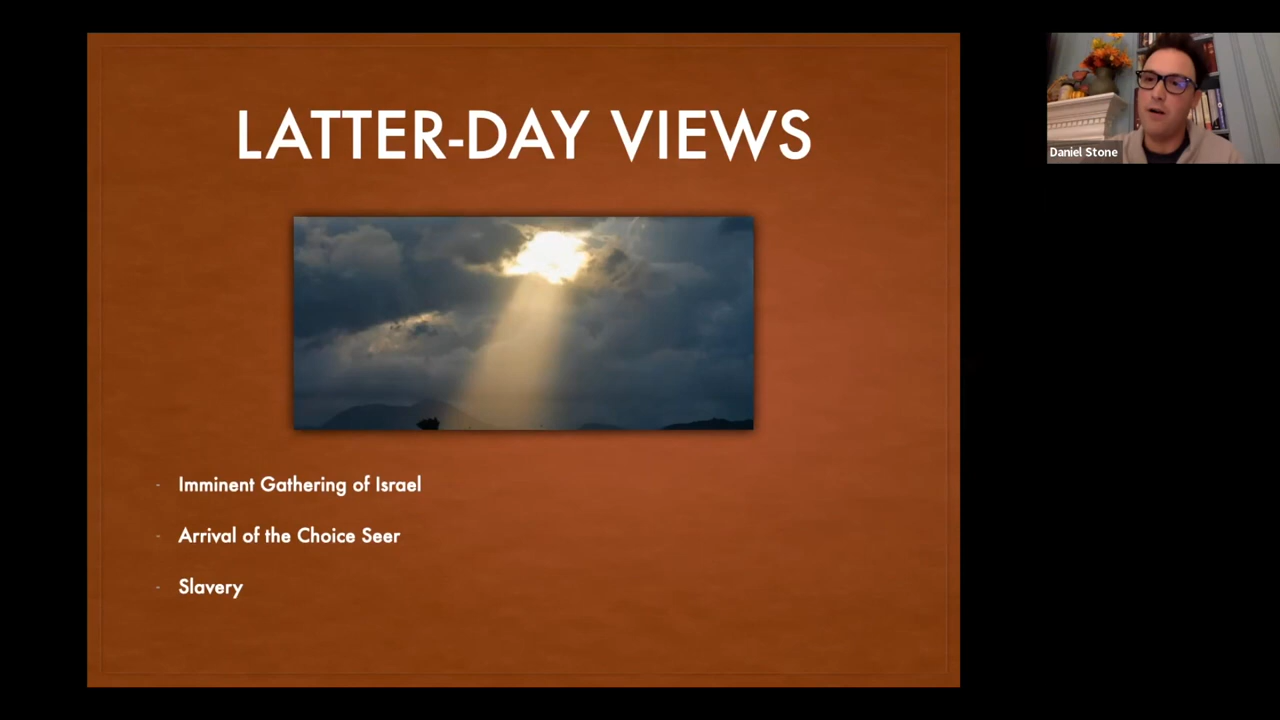 LATTER-DAY VIEWS
- Imminent Gathering of Israel
- Arrival of the Choice Seer
- Slavery
Daniel Stone